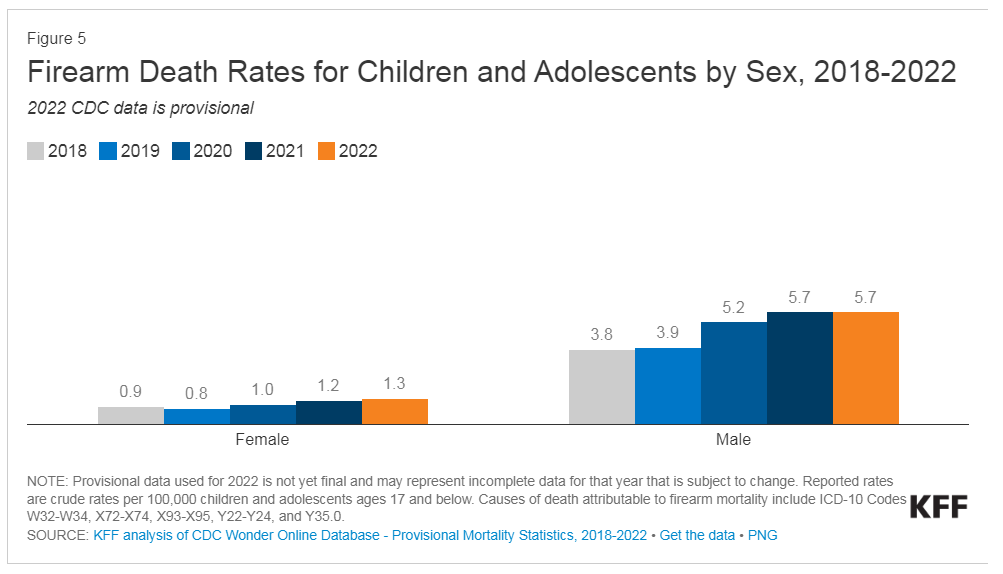 Figure 5
Firearm Death Rates for Children and Adolescents by Sex, 2018-2022
2022 CDC data is provisional
2018 2019 2020 2021 2022
0.9 0.8 1.0 1.2 1.3 3.8 3.9 5.2 5.7 5.7
Female Male
NOTE: Provisional data used for 2022 is not yet final and may represent incomplete data for that year that is subject to change. Reported rates
are crude rates per 100,000 children and adolescents ages 17 and below. Causes of death attributable to firearm mortality include ICD-10 Codes
W32-W34, X72-X74, X93-X95, Y22-Y24, and Y35.0.
KFF
SOURCE: KFF analysis of CDC Wonder Online Database - Provisional Mortality Statistics, 2018-2022 • Get the data • PNG